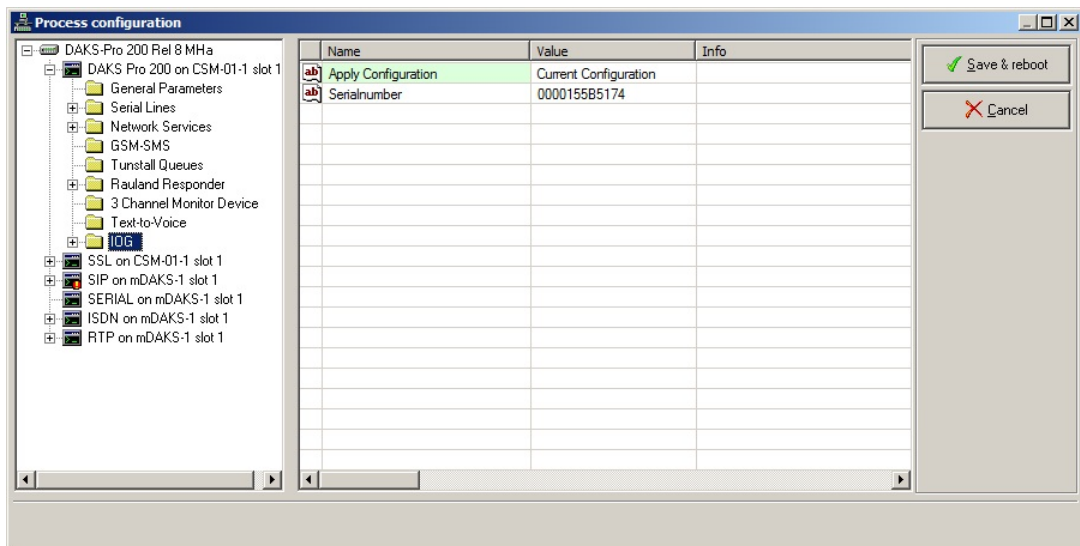 Process configuration
DAKS-Pro 200 Rel 8 MHa
DAKS Pro 200 on CSM-01-1 slot 1
General Parameters
Serial Lines
Network Services
GSM-SMS
Tunstall Queues
Rauland Responder
3 Channel Monitor Device
Text-to-Voice
IOG
SSL on CSM-01-1 slot 1
SIP on mDAKS-1 slot 1
SERIAL on mDAKS-1 slot 1
ISDN on mDAKS-1 slot 1
RTP on mDAKS-1 slot 1
Name Value Info
ab Apply Configuration Current Configuration
ab Serialnumber 0000155B5174
Save & reboot
Cancel